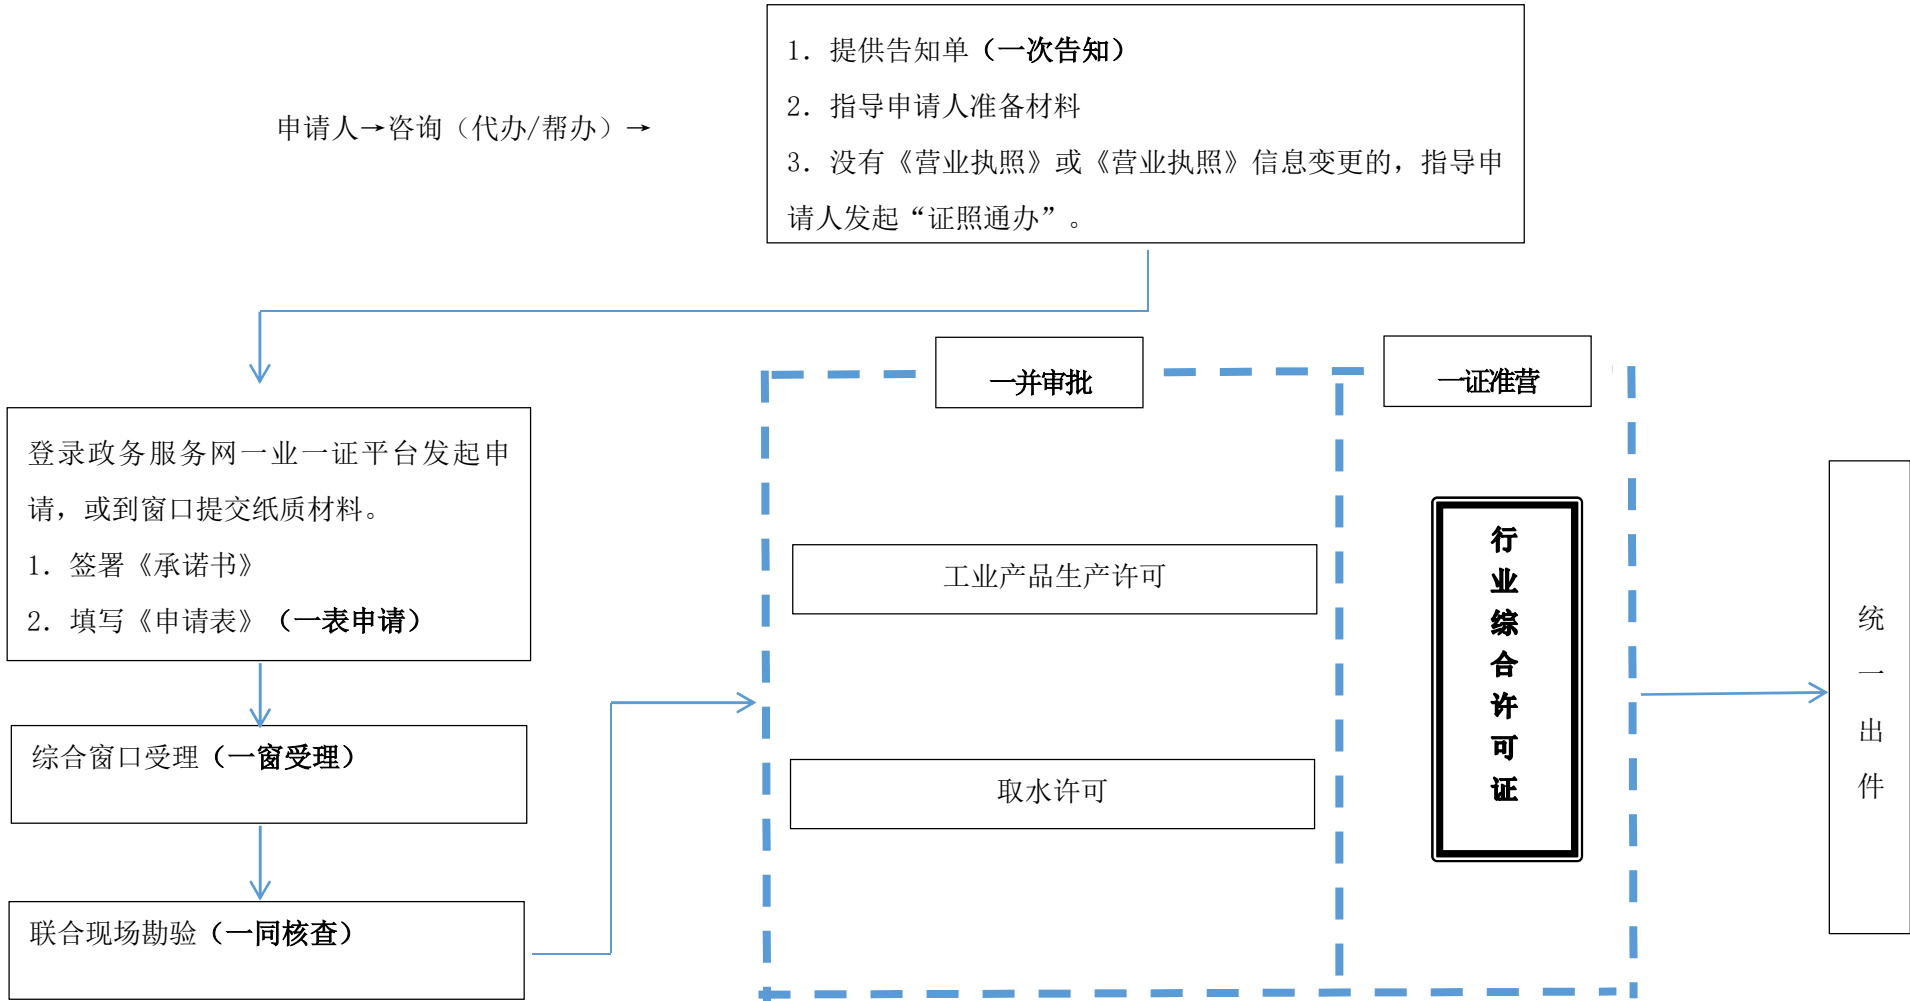 1. 提供告知单（一次告知）
申请人→咨询（代办/帮办）→
2. 指导申请人准备材料
3. 没有《营业执照》或《营业执照》信息变更的，指导申
请人发起“证照通办”。
一并审批
一证准营
登录政务服务网一业一证平台发起申
请，或到窗口提交纸质材料。
1. 签署《承诺书》
2. 填写《申请表》（一表申请）
综合窗口受理（一窗受理）
联合现场勘验（一同核查）
工业产品生产许可
取水许可
行业综合许可证
统一出件